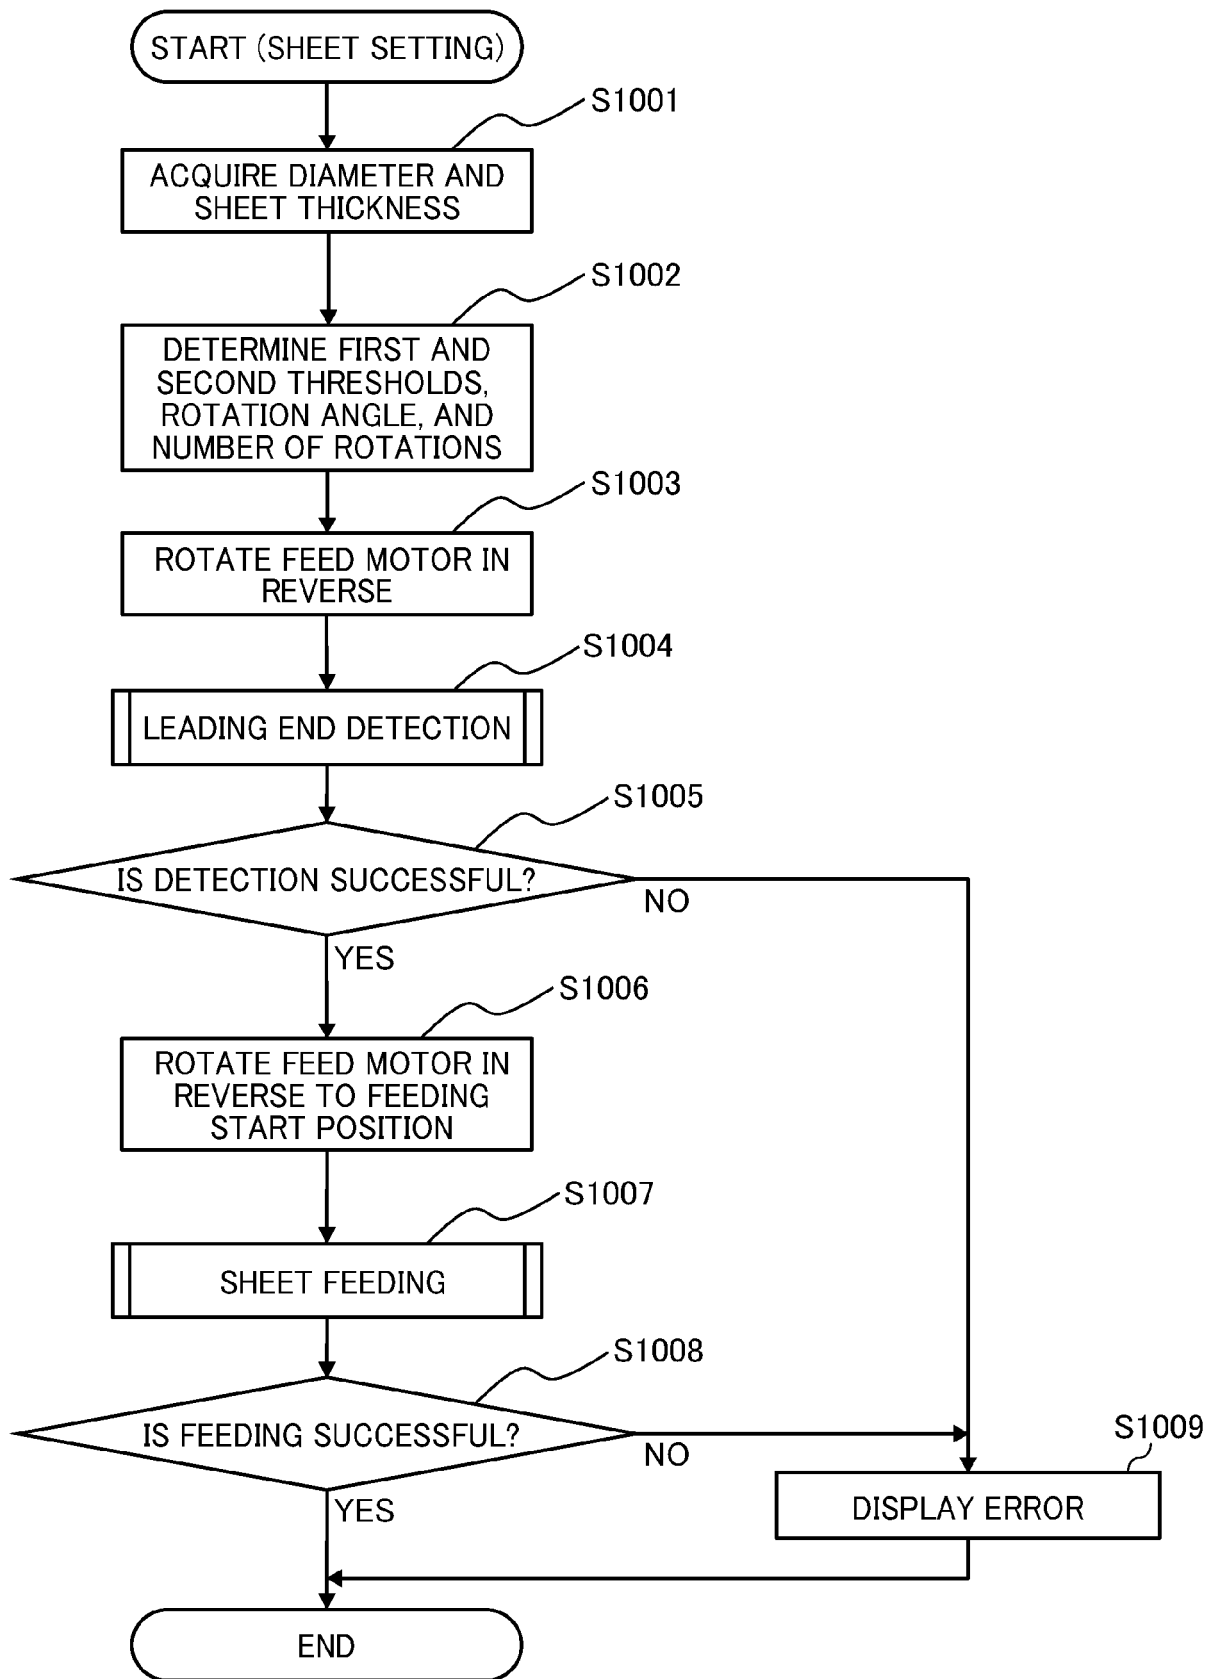 START (SHEET SETTING)
S1001
ACQUIRE DIAMETER AND
SHEET THICKNESS
S1002
DETERMINE FIRST AND
SECOND THRESHOLDS,
ROTATION ANGLE, AND
NUMBER OF ROTATIONS
S1003
ROTATE FEED MOTOR IN
REVERSE
S1004
LEADING END DETECTION
S1005
IS DETECTION SUCCESSFUL?
NO
YES
S1006
ROTATE FEED MOTOR IN
REVERSE TO FEEDING
START POSITION
S1007
SHEET FEEDING
S1008
IS FEEDING SUCCESSFUL?
NO
YES
S1009
DISPLAY ERROR
END